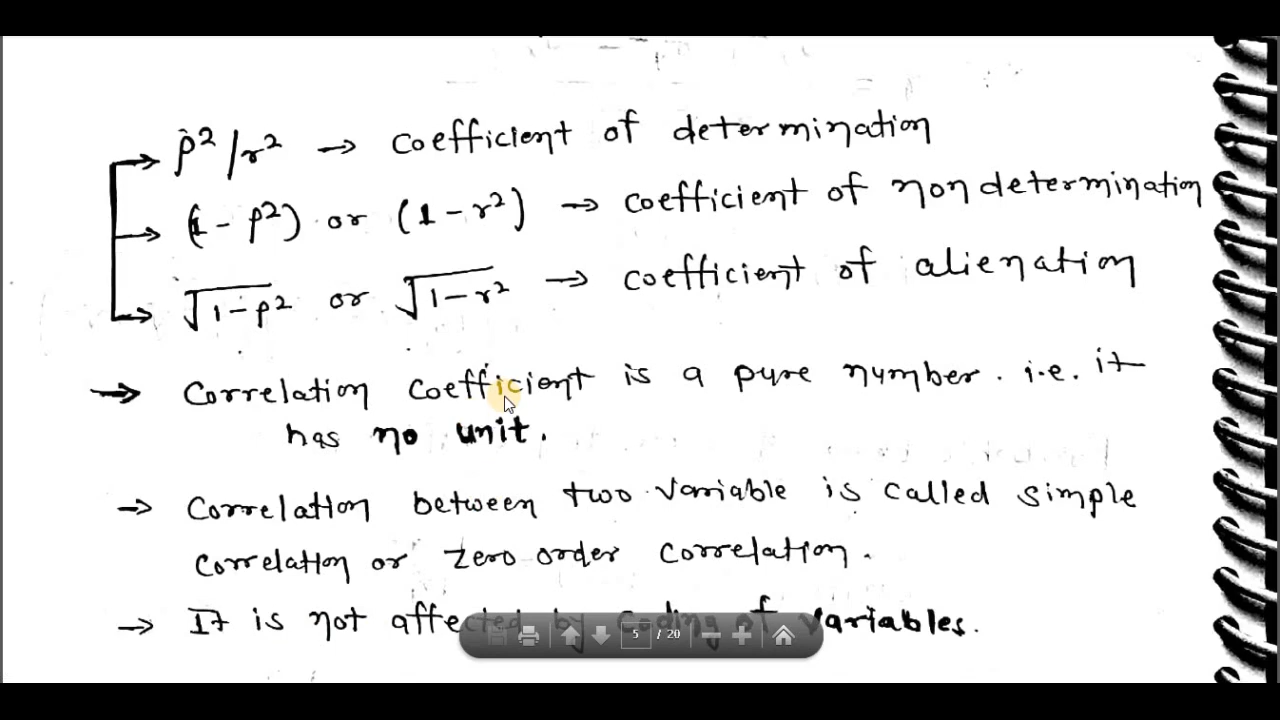 → ρ²/r² → coefficient of determination
→ (1 - ρ²) or (1 - r²) → coefficient of nondetermination
→ √1-ρ² or √1-r² → coefficient of alienation
→ Correlation coefficient is a pure number. i.e. it
has no unit.
→ Correlation between two variable is called simple
correlation or zero order correlation.
→ It is not affected by coding of variables.
5 / 20